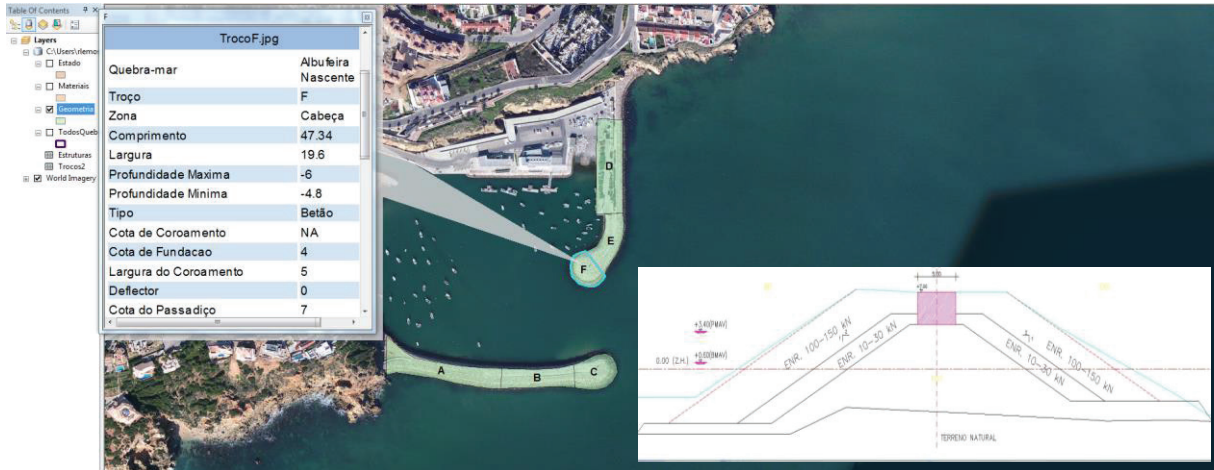 Table Of Contents
Layers
C:\Users\rlemos
Estado
Materiais
Geometria
TodosQueb
Estruturas
Trocos2
World Imagery
F
TrocoF.jpg
Quebra-mar Albufeira Nascente
Troço F
Zona Cabeça
Comprimento 47.34
Largura 19.6
Profundidade Maxima -6
Profundidade Minima -4.8
Tipo Betão
Cota de Coroamento NA
Cota de Fundacao 4
Largura do Coroamento 5
Deflector 0
Cota do Passadiço 7
D
E
F
A
B
C
+3.40(PMAV)
0.00 (Z.H.)
+0.60(BMAV)
ENR. 100-150 kN
ENR. 10-30 kN
ENR. 100-150 kN
ENR. 10-30 kN
TERRENO NATURAL